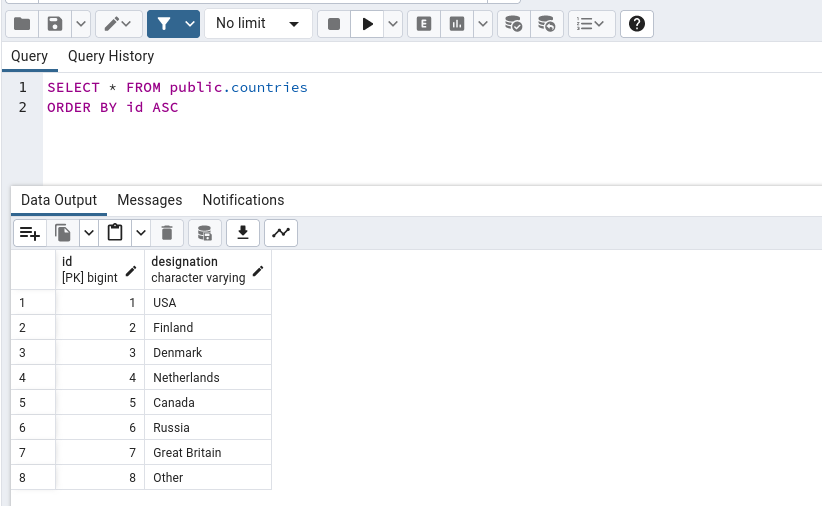 No limit
E
Query Query History
1 SELECT * FROM public.countries
2 ORDER BY id ASC
Data Output Messages Notifications
id designation
[PK] bigint character varying
1 1 USA
2 2 Finland
3 3 Denmark
4 4 Netherlands
5 5 Canada
6 6 Russia
7 7 Great Britain
8 8 Other